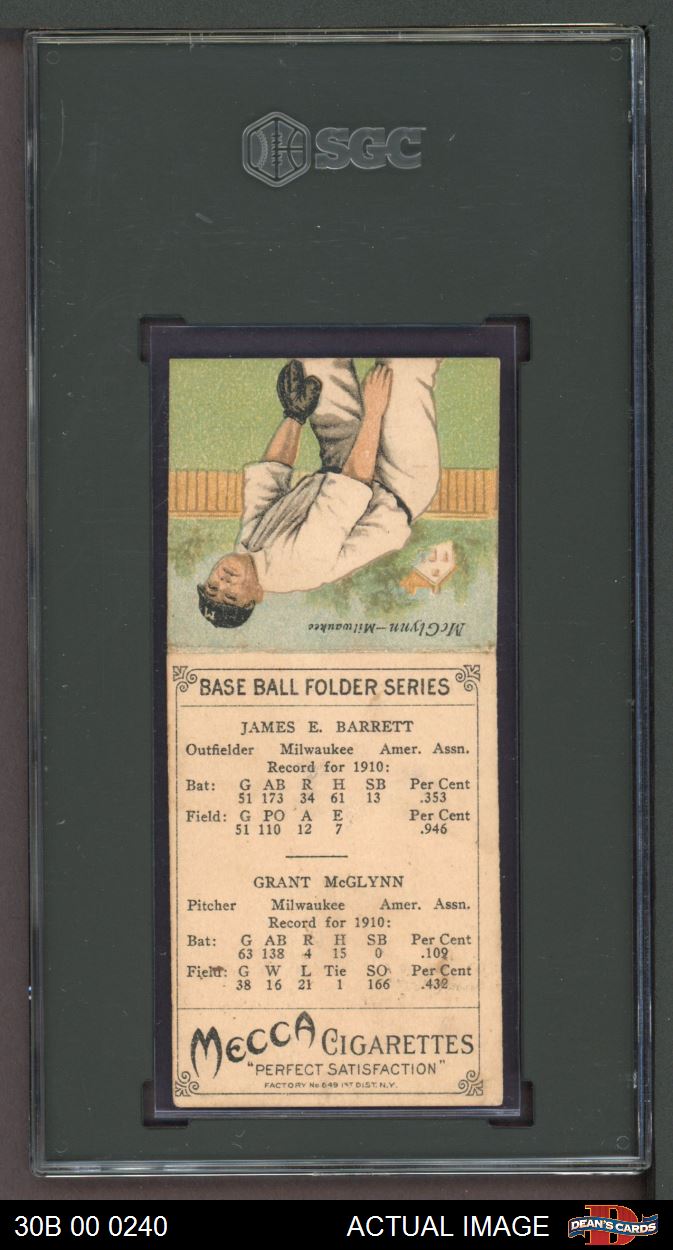 SGC
McGlynn—Milwaukee
BASE BALL FOLDER SERIES
JAMES E. BARRETT
Outfielder Milwaukee Amer. Assn.
Record for 1910:
Bat: G AB R H SB Per Cent
51 173 34 61 13 .353
Field: G PO A E Per Cent
51 110 12 7 .946
GRANT McGLYNN
Pitcher Milwaukee Amer. Assn.
Record for 1910:
Bat: G AB R H SB Per Cent
63 138 4 15 0 .109
Field: G W L Tie SO Per Cent
38 16 21 1 166 .432
MECCA CIGARETTES
"PERFECT SATISFACTION"
FACTORY No. 649 1ST DIST. N.Y.
30B 00 0240 ACTUAL IMAGE DEAN'S CARDS